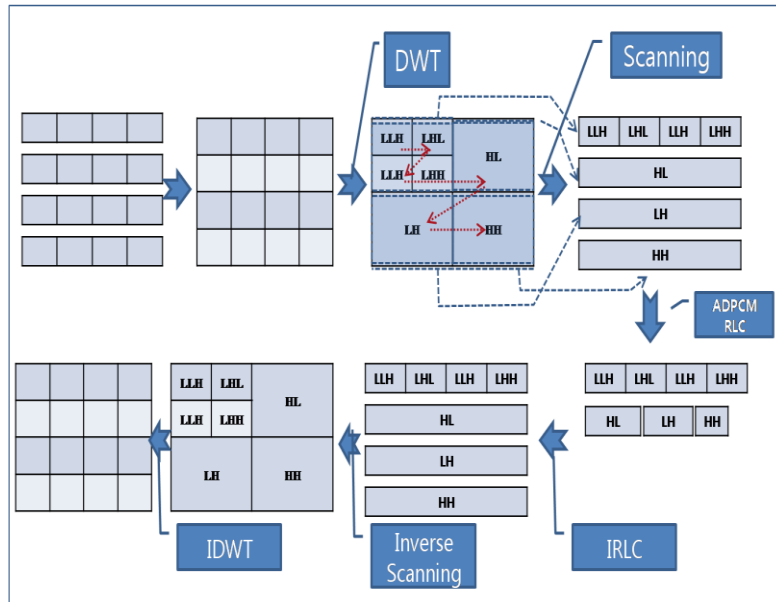 DWT
Scanning
LLH LHL
HL
LLH LHH
LH HH
LLH LHL LLH LHH
HL
LH
HH
ADPCM
RLC
LLH LHL LLH LHH
HL LH HH
LLH LHL LLH LHH
HL
LH
HH
LLH LHL
HL
LLH LHH
LH HH
IDWT
Inverse
Scanning
IRLC